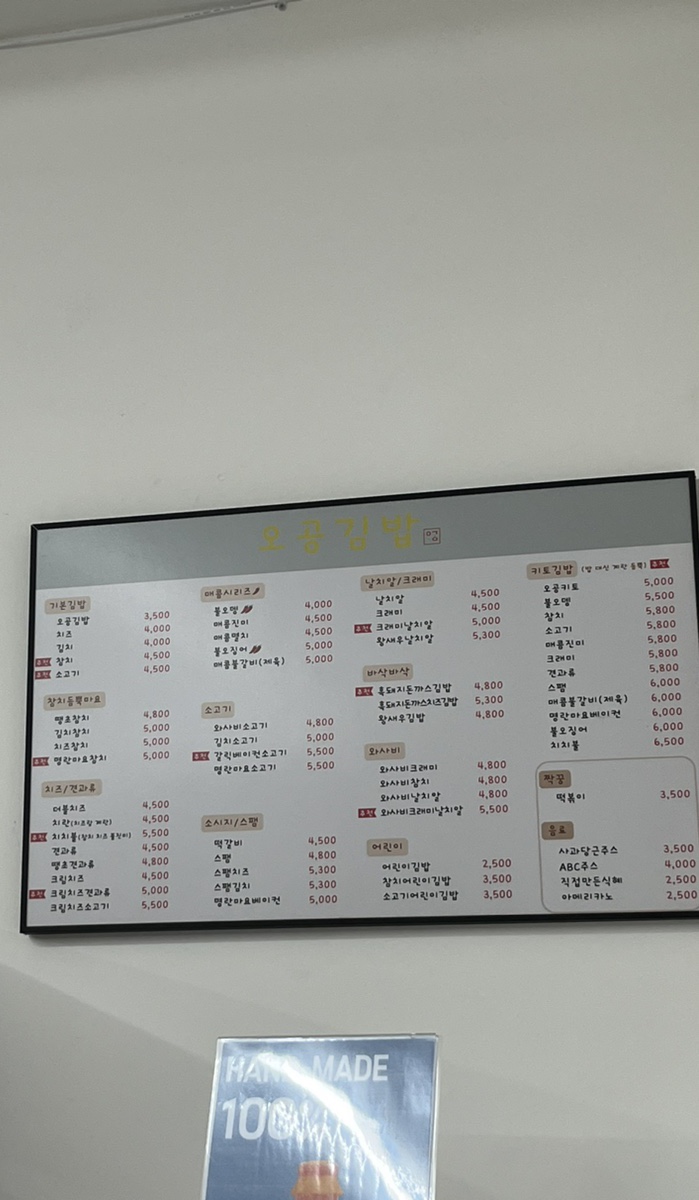 오공김밥
오공
기본김밥
오공김밥 3,500
치즈 4,000
김치 4,000
추천 참치 4,500
추천 소고기 4,500
참치듬뿍마요
땡초참치 4,800
김치참치 5,000
치즈참치 5,000
추천 명란마요참치 5,000
치즈/견과류
더블치즈 4,500
치란(치즈랑 계란) 4,500
추천 치치불(참치 치즈 불진미) 5,500
견과류 4,500
땡초견과류 4,800
크림치즈 4,500
추천 크림치즈견과류 5,000
크림치즈소고기 5,500
매콤시리즈
불오뎅 4,000
매콤진미 4,500
매콤멸치 4,500
불오징어 5,000
매콤불갈비(제육) 5,000
소고기
와사비소고기 4,800
김치소고기 5,000
추천 갈릭베이컨소고기 5,500
명란마요소고기 5,500
소시지/스팸
떡갈비 4,500
스팸 4,800
스팸치즈 5,300
스팸김치 5,300
명란마요베이컨 5,000
날치알/크래미
날치알 4,500
크래미 4,500
추천 크래미날치알 5,000
왕새우날치알 5,300
바삭바삭
추천 흑돼지돈까스김밥 4,800
흑돼지돈까스치즈김밥 5,300
왕새우김밥 4,800
와사비
와사비크래미 4,800
와사비참치 4,800
와사비날치알 4,800
추천 와사비크래미날치알 5,500
어린이
어린이김밥 2,500
참치어린이김밥 3,500
소고기어린이김밥 3,500
키토김밥 (밥 대신 계란 듬뿍) 추천
오공키토 5,000
불오뎅 5,500
참치 5,800
소고기 5,800
매콤진미 5,800
크래미 5,800
견과류 5,800
스팸 6,000
매콤불갈비(제육) 6,000
명란마요베이컨 6,000
불오징어 6,000
치치불 6,500
짝꿍
떡볶이 3,500
음료
사과당근주스 3,500
ABC주스 4,000
직접만든식혜 2,500
아메리카노 2,500
HAND MADE
100